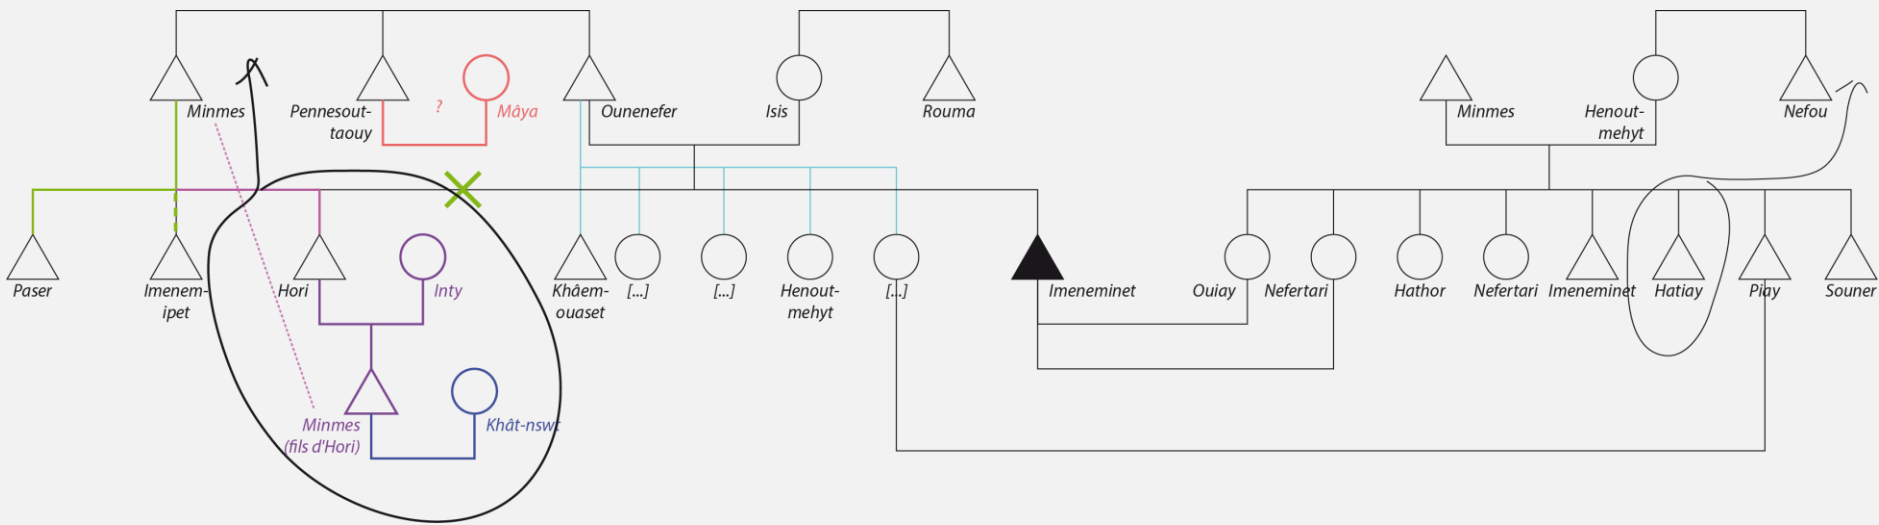 Minmes
Pennesout-
taouy
?
Mâya
Ounenefer
Isis
Rouma
Minmes
Henout-
mehyt
Nefou
Paser
Imenem-
ipet
Hori
Inty
Khâem-
ouaset
[...]
[...]
Henout-
mehyt
[...]
Imeneminet
Ouiay
Nefertari
Hathor
Nefertari
Imeneminet
Hatiay
Piay
Souner
Minmes
(fils d'Hori)
Khât-nswt